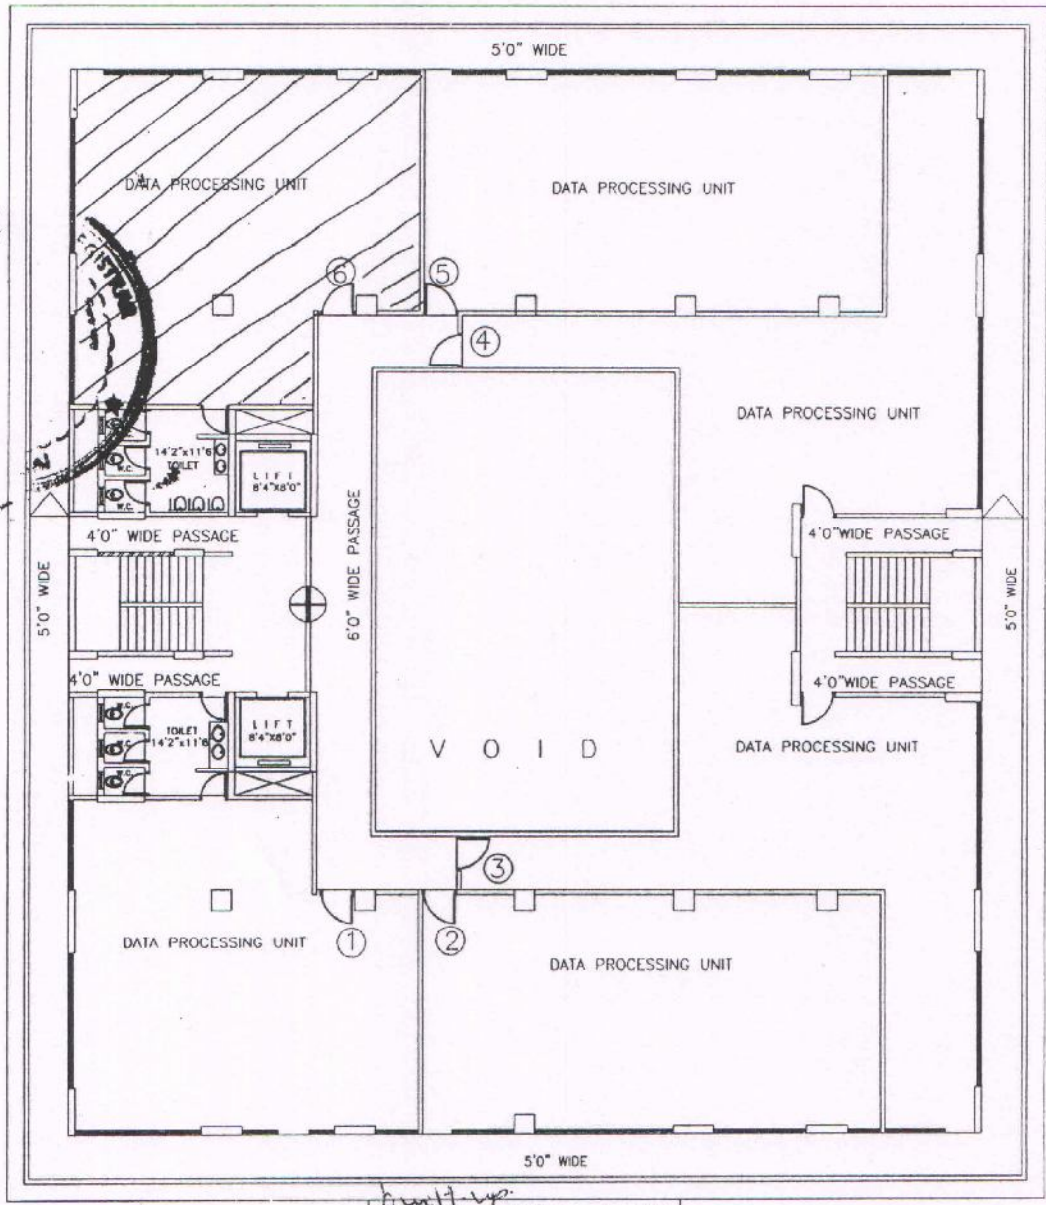 5'0" WIDE
DATA PROCESSING UNIT
DATA PROCESSING UNIT
6
5
4
DATA PROCESSING UNIT
14'2"x11'6
TOILET
W.C.
W.C.
LIFT
8'4"X8'0"
4'0" WIDE PASSAGE
4'0"WIDE PASSAGE
5'0" WIDE
6'0" WIDE PASSAGE
5'0" WIDE
4'0" WIDE PASSAGE
4'0"WIDE PASSAGE
W.C.
W.C.
W.C.
TOILET
14'2"x11'6
LIFT
8'4"X8'0"
VOID
DATA PROCESSING UNIT
3
1
2
DATA PROCESSING UNIT
DATA PROCESSING UNIT
5'0" WIDE